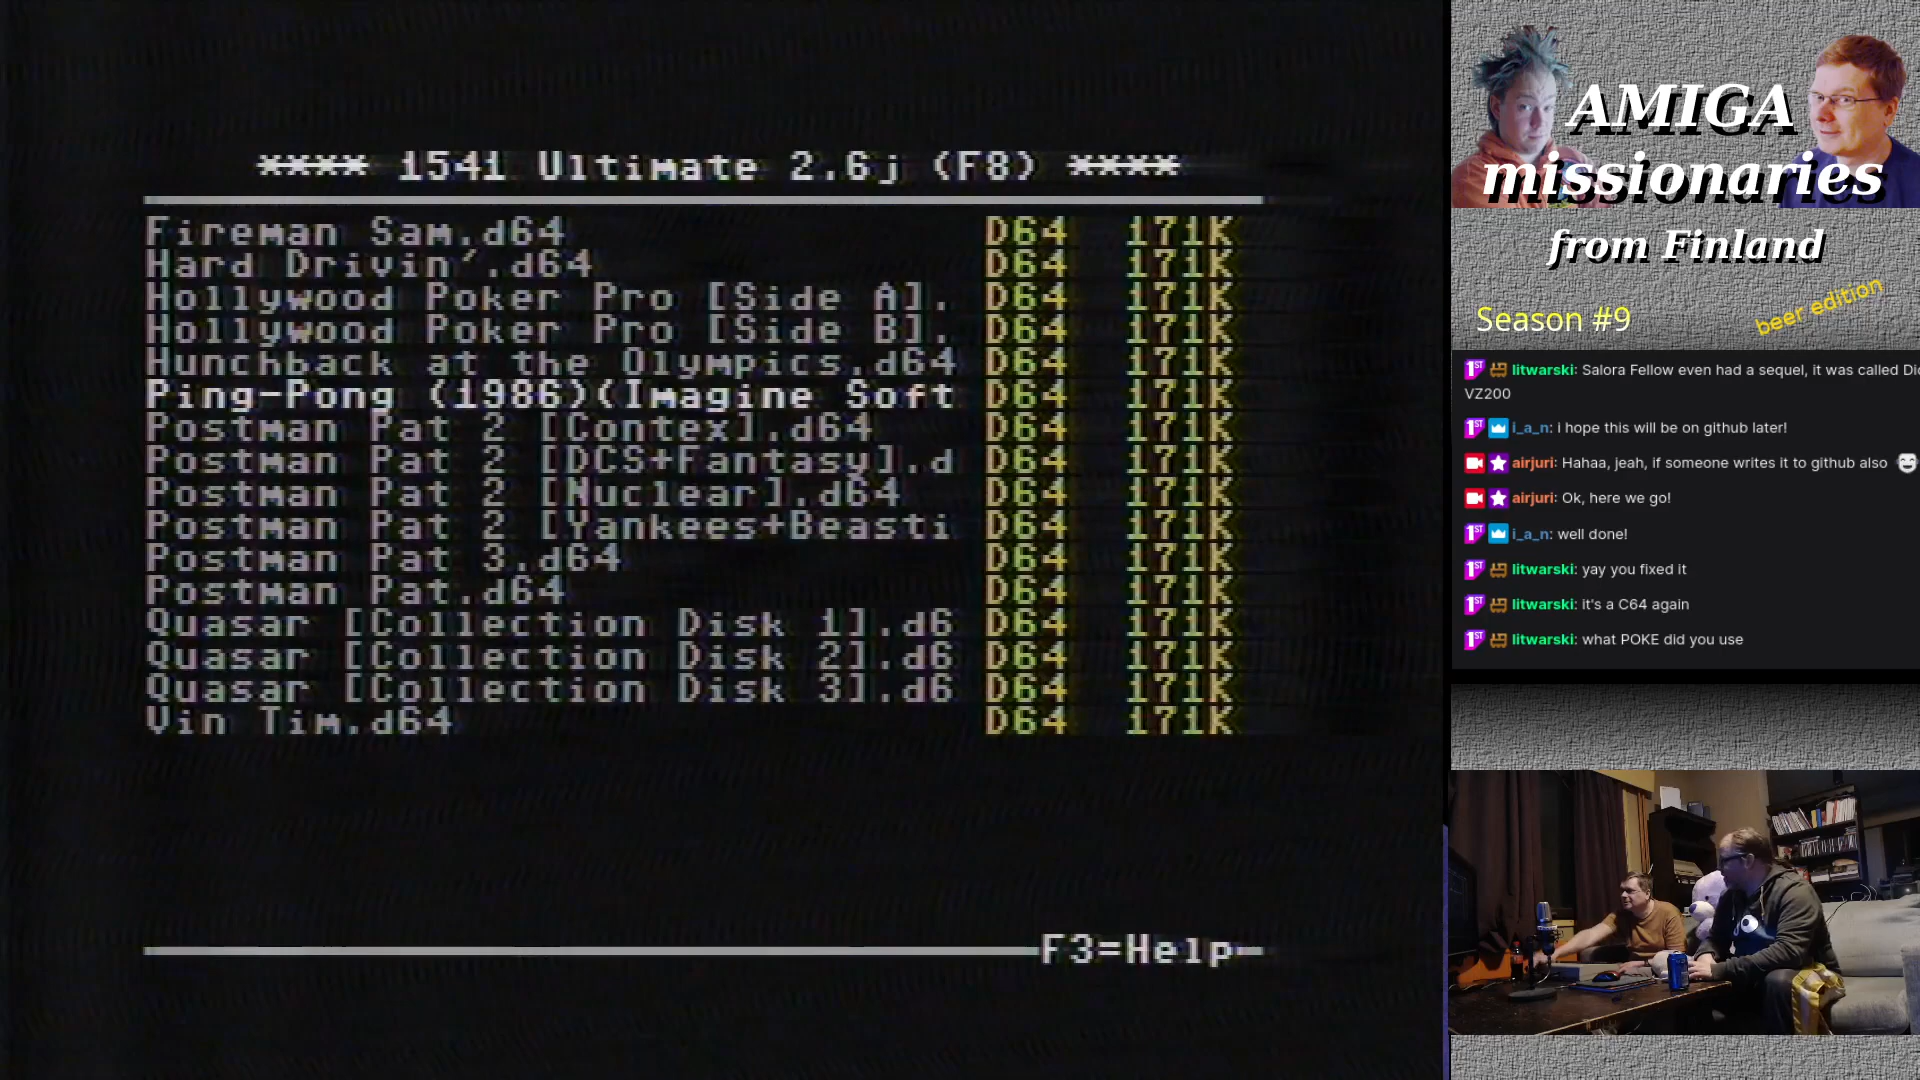 **** 1541 Ultimate 2.6j (F8) ****
Fireman Sam.d64 D64 171K
Hard Drivin'.d64 D64 171K
Hollywood Poker Pro [Side A]. D64 171K
Hollywood Poker Pro [Side B]. D64 171K
Hunchback at the Olympics.d64 D64 171K
Ping-Pong (1986)(Imagine Soft D64 171K
Postman Pat 2 [Contex].d64 D64 171K
Postman Pat 2 [DCS+Fantasy].d D64 171K
Postman Pat 2 [Nuclear].d64 D64 171K
Postman Pat 2 [Yankees+Beasti D64 171K
Postman Pat 3.d64 D64 171K
Postman Pat.d64 D64 171K
Quasar [Collection Disk 1].d6 D64 171K
Quasar [Collection Disk 2].d6 D64 171K
Quasar [Collection Disk 3].d6 D64 171K
Vin Tim.d64 D64 171K
F3=Help
AMIGA
missionaries
from Finland
Season #9
beer edition
1ST litwarski: Salora Fellow even had a sequel, it was called Dic
VZ200
1ST i_a_n: i hope this will be on github later!
airjuri: Hahaa, jeah, if someone writes it to github also
airjuri: Ok, here we go!
1ST i_a_n: well done!
1ST litwarski: yay you fixed it
1ST litwarski: it's a C64 again
1ST litwarski: what POKE did you use